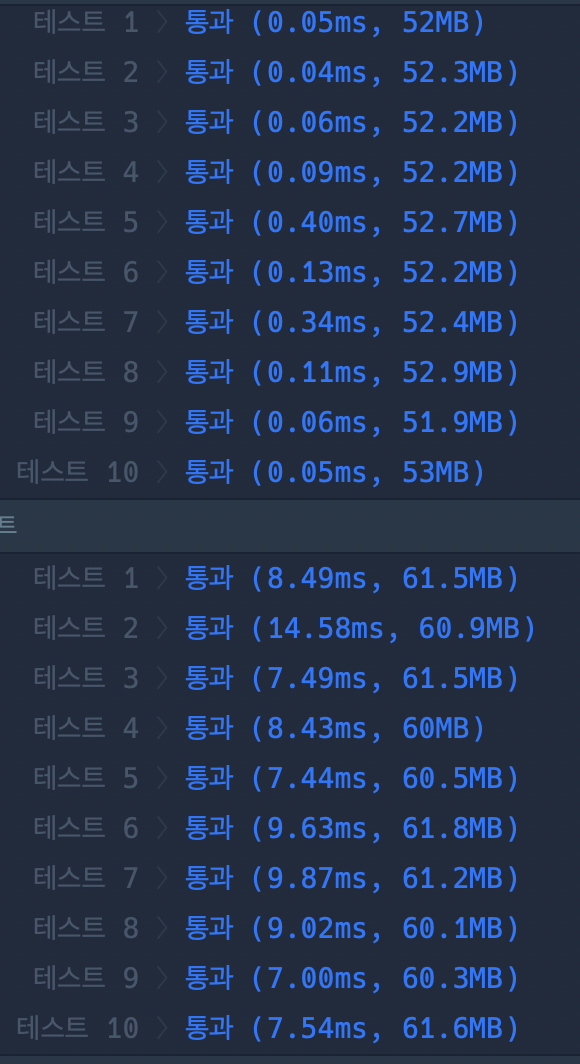 테스트 1 〉 통과 (0.05ms, 52MB)
테스트 2 〉 통과 (0.04ms, 52.3MB)
테스트 3 〉 통과 (0.06ms, 52.2MB)
테스트 4 〉 통과 (0.09ms, 52.2MB)
테스트 5 〉 통과 (0.40ms, 52.7MB)
테스트 6 〉 통과 (0.13ms, 52.2MB)
테스트 7 〉 통과 (0.34ms, 52.4MB)
테스트 8 〉 통과 (0.11ms, 52.9MB)
테스트 9 〉 통과 (0.06ms, 51.9MB)
테스트 10 〉 통과 (0.05ms, 53MB)
트
테스트 1 〉 통과 (8.49ms, 61.5MB)
테스트 2 〉 통과 (14.58ms, 60.9MB)
테스트 3 〉 통과 (7.49ms, 61.5MB)
테스트 4 〉 통과 (8.43ms, 60MB)
테스트 5 〉 통과 (7.44ms, 60.5MB)
테스트 6 〉 통과 (9.63ms, 61.8MB)
테스트 7 〉 통과 (9.87ms, 61.2MB)
테스트 8 〉 통과 (9.02ms, 60.1MB)
테스트 9 〉 통과 (7.00ms, 60.3MB)
테스트 10 〉 통과 (7.54ms, 61.6MB)